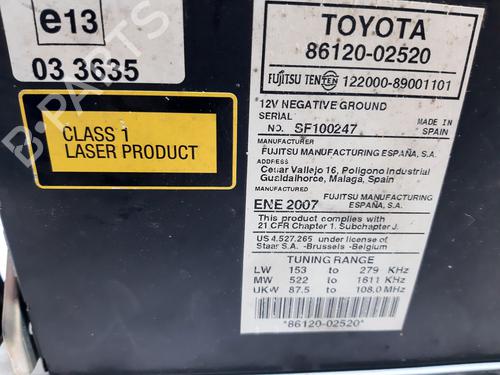 e13
03 3635
CLASS 1
LASER PRODUCT
TOYOTA
86120-02520
FUJITSU TEN TEN 122000-89001101
12V NEGATIVE GROUND
SERIAL
NO. SF100247
MADE IN
SPAIN
MANUFACTURER
FUJITSU MANUFACTURING ESPAÑA, S.A.
ADDRESS
Cesar Vallejo 16, Poligono Industrial
Guadalhorce, Malaga, Spain
MANUFACTURED
ENE 2007
FUJITSU MANUFACTURING
ESPAÑA, S.A.
This product complies with
21 CFR Chapter 1. Subchapter J.
US 4.527.265 under license of
Staar S.A. -Brussels -Belgium
TUNING RANGE
LW 153 to 279 KHz
MW 522 to 1611 KHz
UKW 87.5 to 108.0 MHz
*86120-02520*
B-PARTS